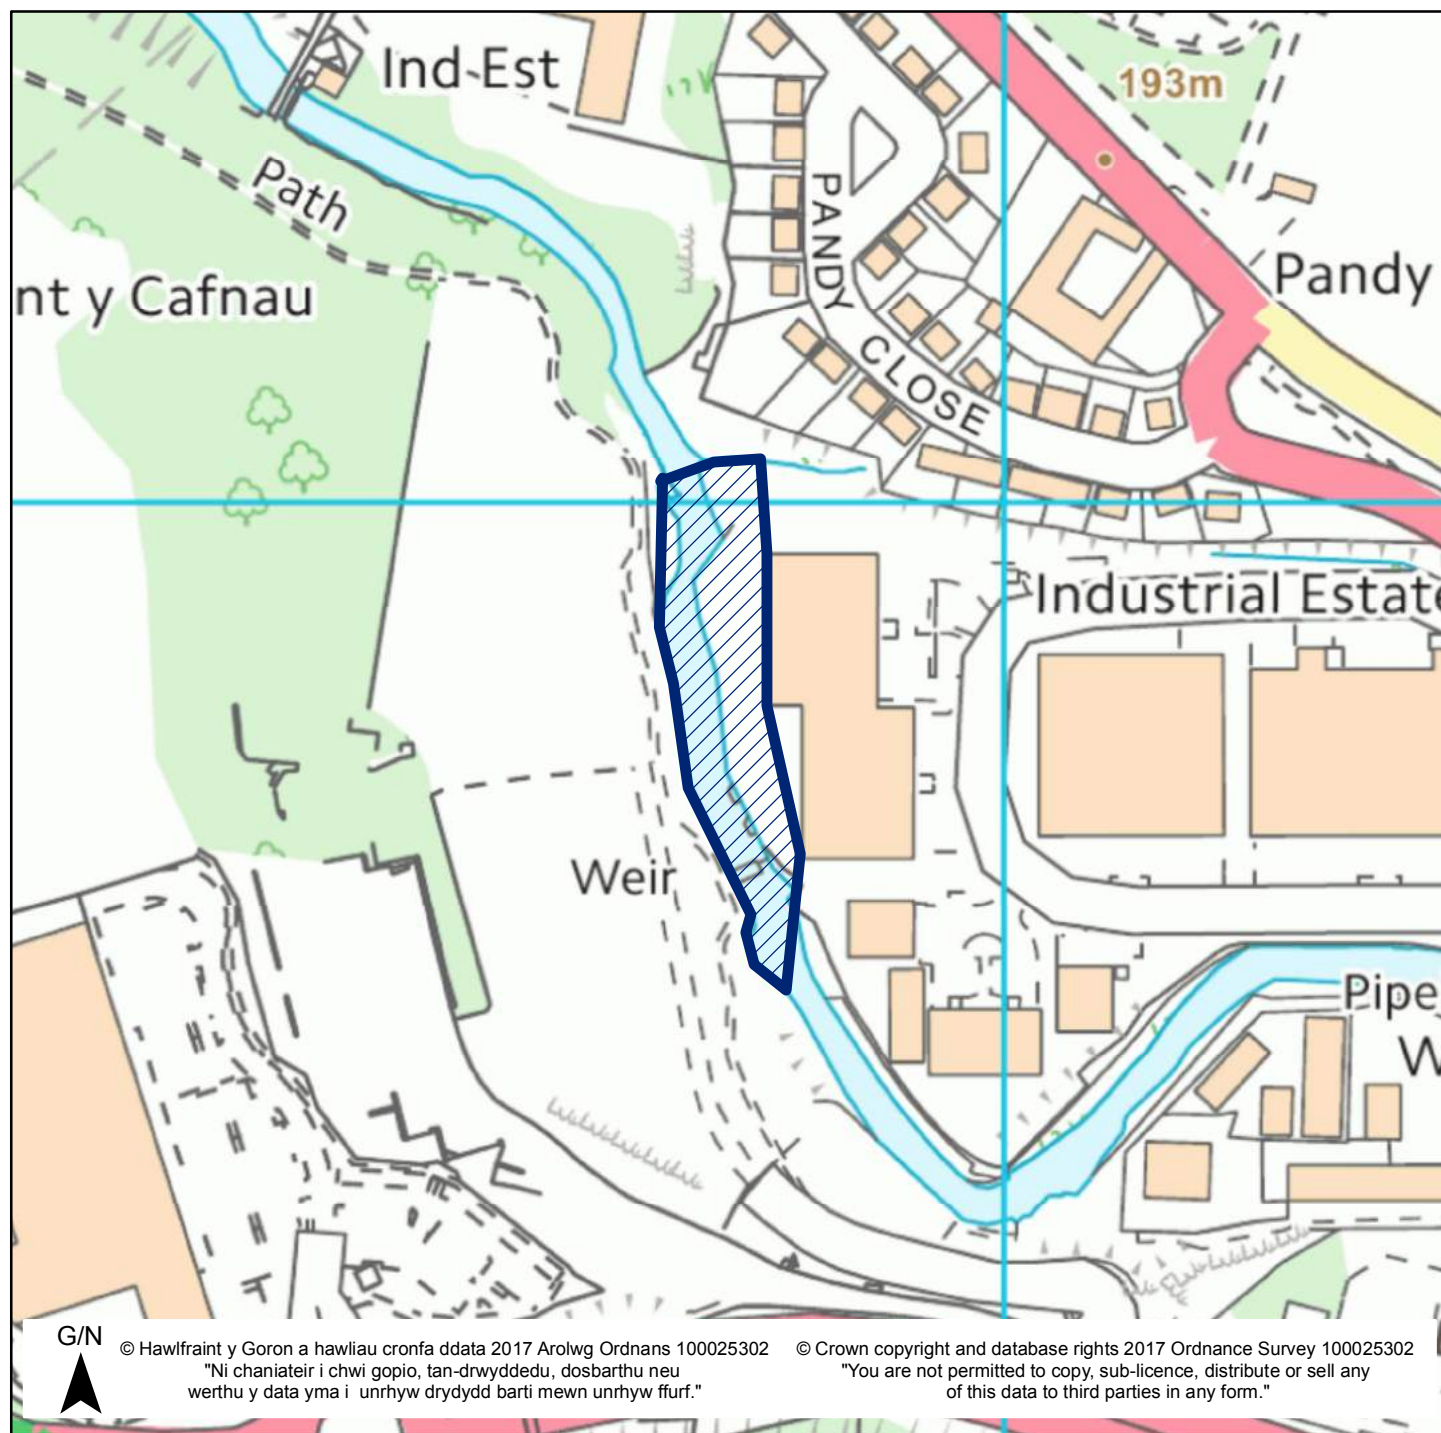 Ind-Est
193m
Path
PANDY
CLOSE
Pandy
nt y Cafnau
Industrial Estate
Weir
Pipe
W
G/N
© Hawlfraint y Goron a hawliau cronfa ddata 2017 Arolwg Ordnans 100025302
"Ni chaniateir i chwi gopio, tan-drwyddedu, dosbarthu neu
werthu y data yma i unrhyw drydydd barti mewn unrhyw ffurf."
© Crown copyright and database rights 2017 Ordnance Survey 100025302
"You are not permitted to copy, sub-licence, distribute or sell any
of this data to third parties in any form."